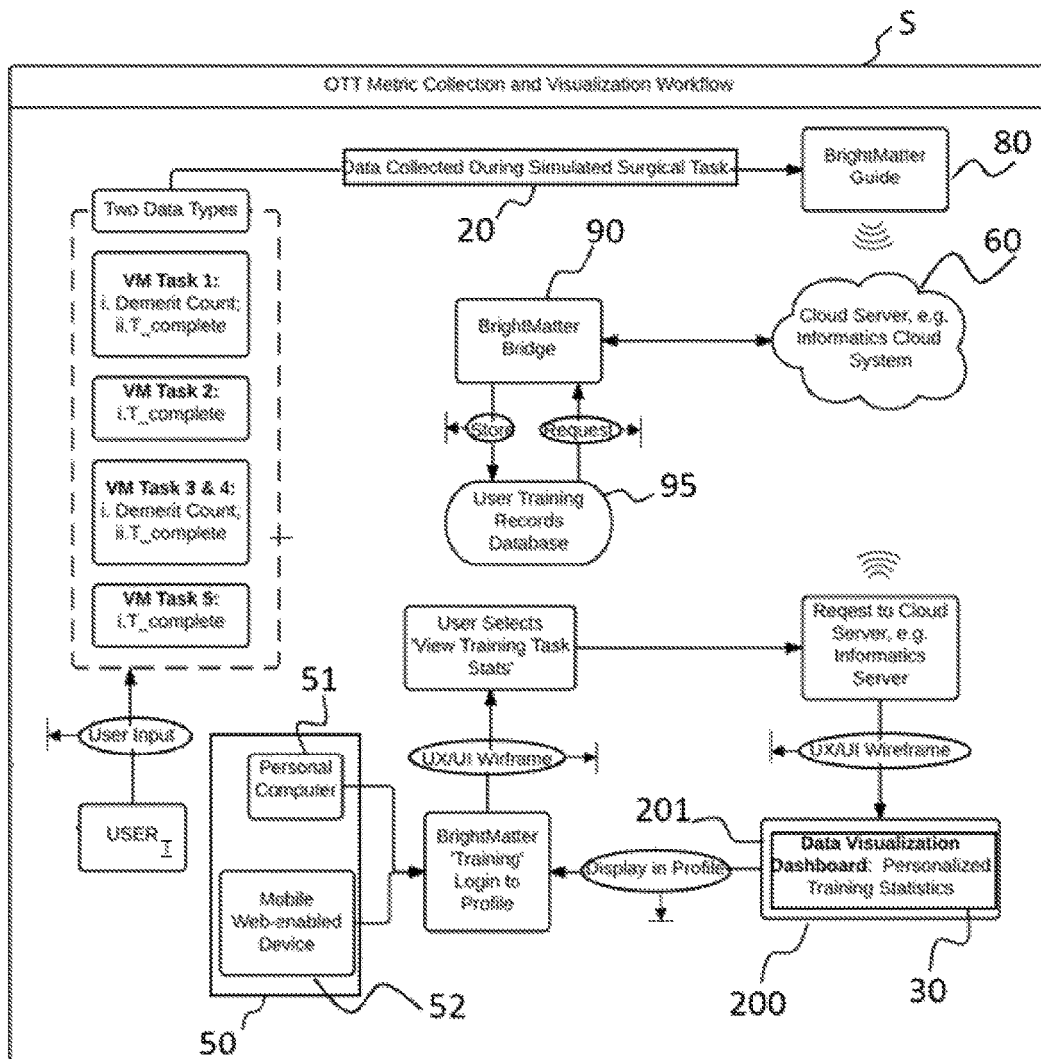 S
OTT Metric Collection and Visualization Workflow
Data Collected During Simulated Surgical Task
20
BrightMatter
Guide
80
Two Data Types
VM Task 1:
i. Demerit Count;
ii.T_complete
VM Task 2:
i.T_complete
VM Task 3 & 4:
i. Demerit Count;
ii.T_complete
VM Task 5:
i.T_complete
90
BrightMatter
Bridge
60
Cloud Server, e.g.
Informatics Cloud
System
Store
Request
95
User Training
Records
Database
User Selects
'View Training Task
Stats'
Reqest to Cloud
Server, e.g.
Informatics
Server
User Input
USER
51
Personal
Computer
Mobile
Web-enabled
Device
50
52
UX/UI Wirframe
BrightMatter
'Training'
Login to
Profile
UX/UI Wireframe
201
Display in Profile
Data Visualization
Dashboard: Personalized
Training Statistics
200
30